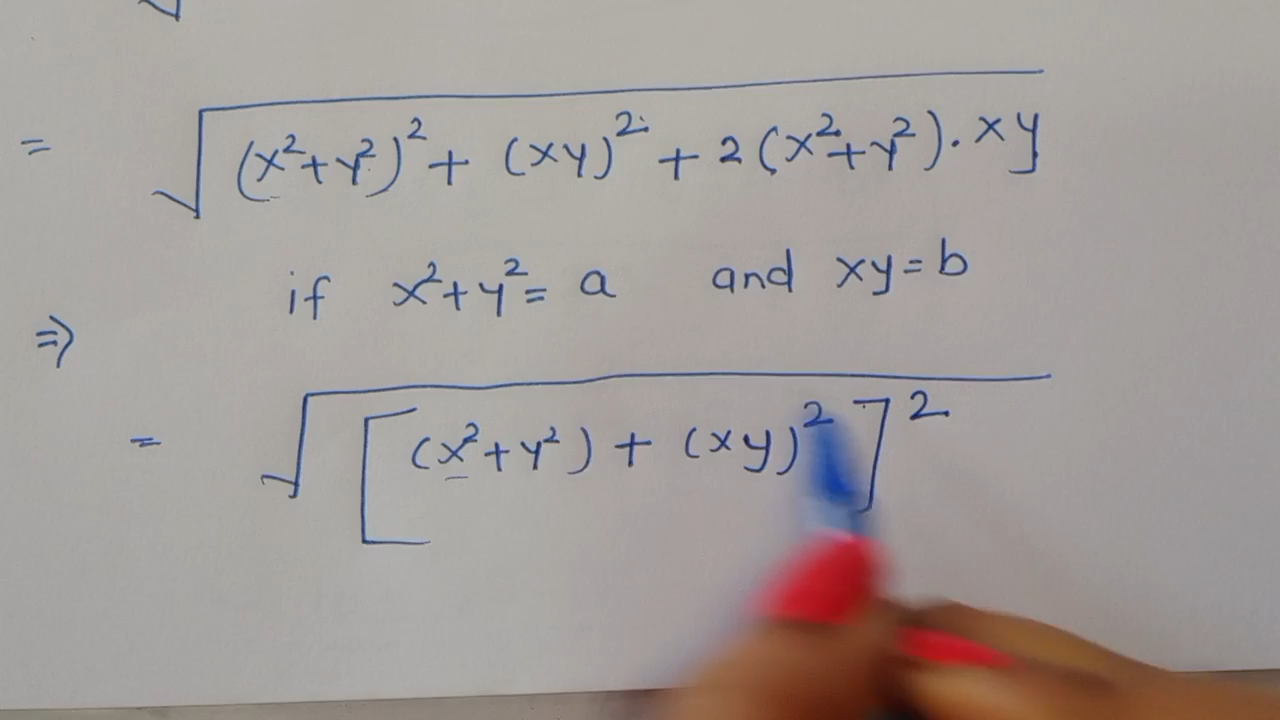 = √(x²+y²)² + (xy)² + 2(x²+y²).xy
if x²+y² = a and xy = b
⇒
= √[(x²+y²) + (xy)²]²